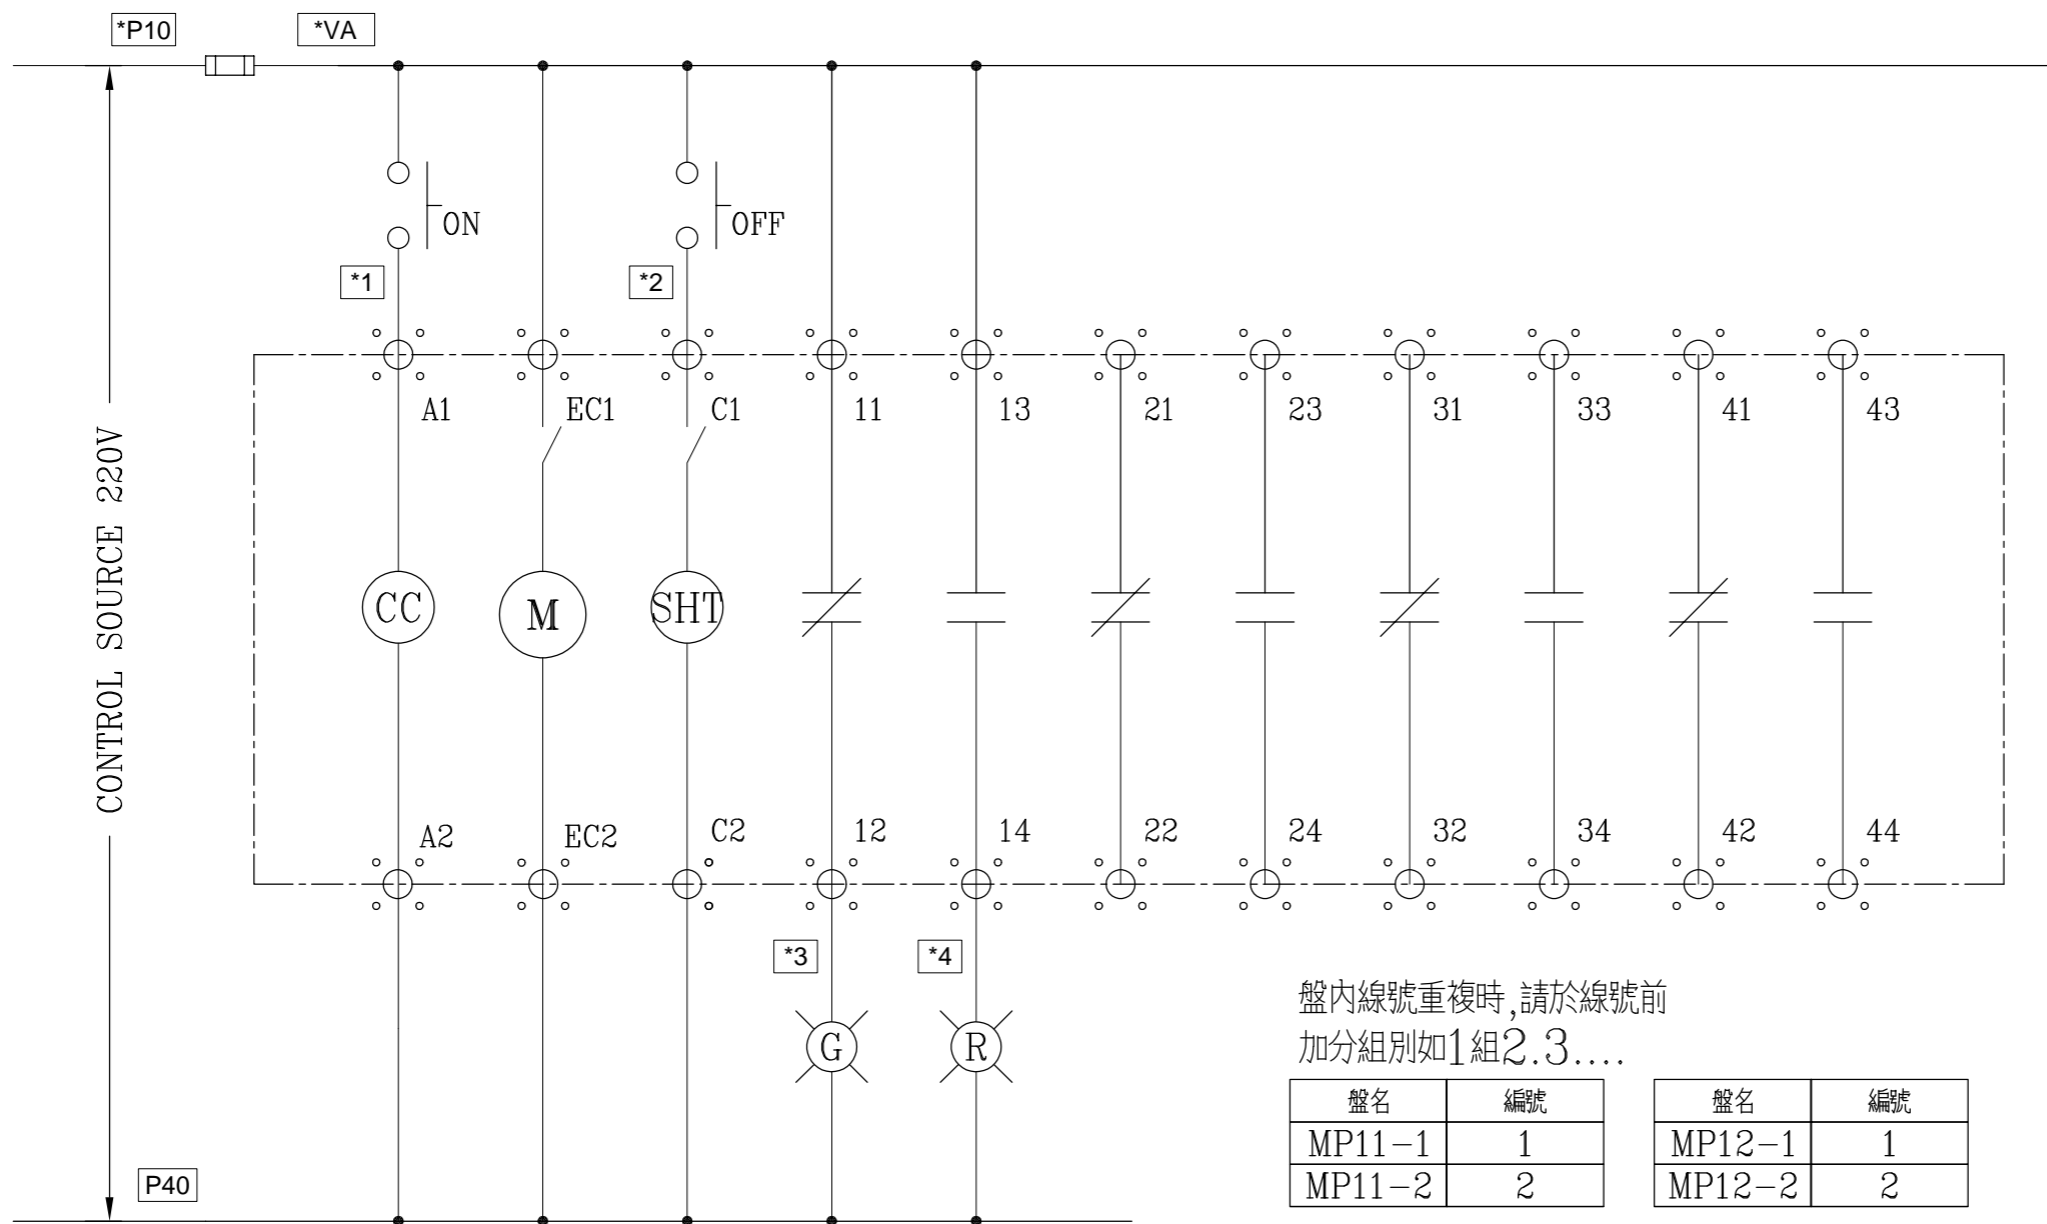 *P10 *VA
ON OFF
*1 *2
A1 EC1 C1 11 13 21 23 31 33 41 43
CONTROL SOURCE 220V
CC M SHT
A2 EC2 C2 12 14 22 24 32 34 42 44
*3 *4
G R
盤內線號重複時,請於線號前
加分組別如1組2.3....
盤名 編號 盤名 編號
MP11-1 1 MP12-1 1
MP11-2 2 MP12-2 2
P40